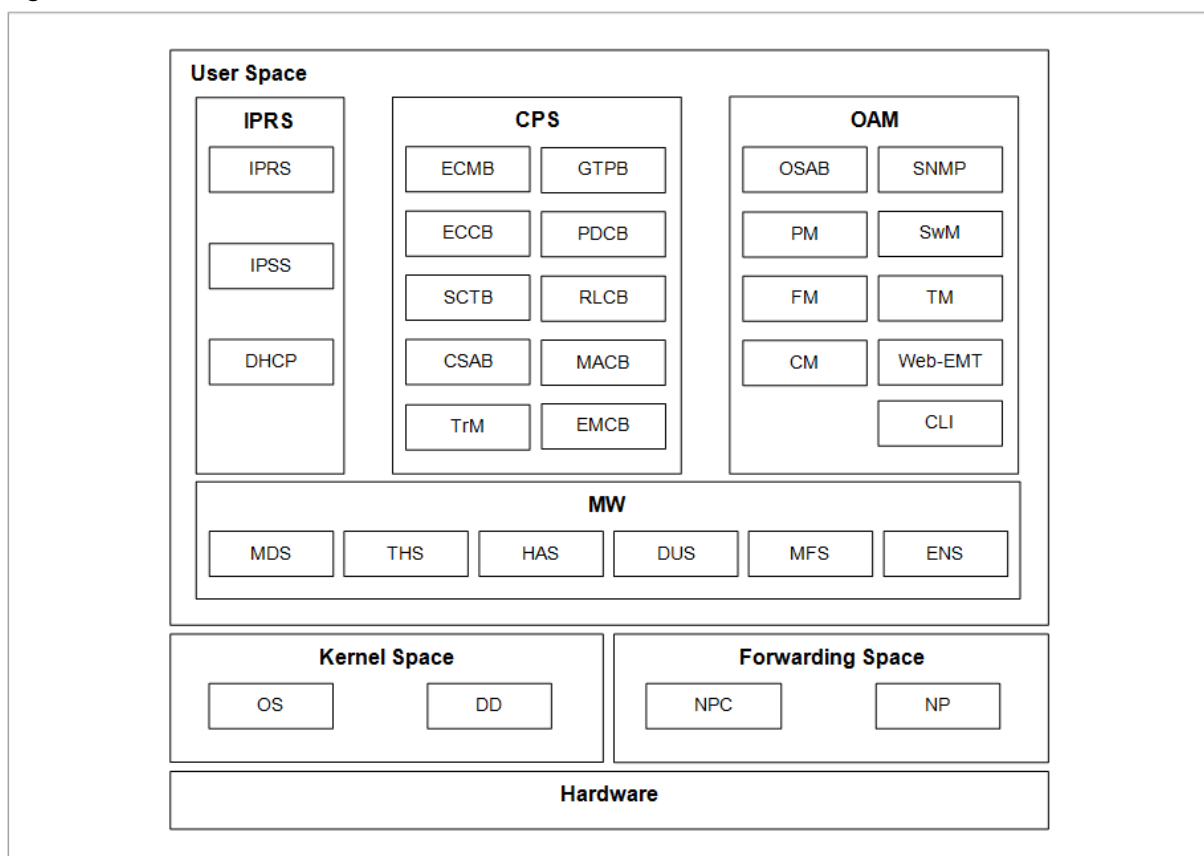 User Space
IPRS CPS OAM
IPRS ECMB GTPB OSAB SNMP
ECCB PDCB PM SwM
IPSS
SCTB RLCB FM TM
DHCP CSAB MACB CM Web-EMT
TrM EMCB CLI
MW
MDS THS HAS DUS MFS ENS
Kernel Space Forwarding Space
OS DD NPC NP
Hardware